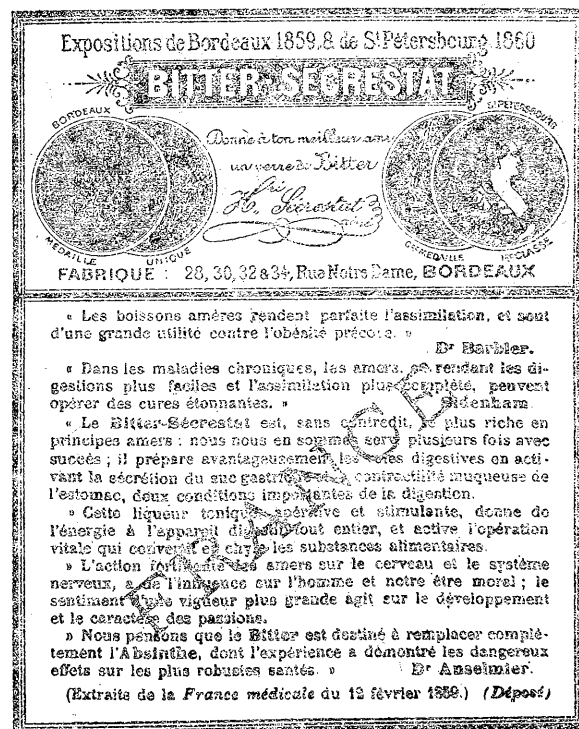 Expositions de Bordeaux 1859, & de St Pétersbourg 1860
BITTER-SECRESTAT
BORDEAUX
St PETERSBOURG
Donne à ton meilleur ami
un verre de Bitter
H. Secrestat
MEDAILLE UNIQUE
FABRIQUE : 28, 30, 32 & 34, Rue Notre Dame, BORDEAUX
« Les boissons amères rendent parfaite l'assimilation, et sont
d'une grande utilité contre l'obésité précoce. »
Dr Barbier.
« Dans les maladies chroniques, les amers, en rendant les di-
gestions plus faciles et l'assimilation plus complète, peuvent
opérer des cures étonnantes. » Sidenham.
« Le Bitter-Sécrestat est, sans contredit, le plus riche en
principes amers : nous nous en sommes servi plusieurs fois avec
succès ; il prépare avantageusement les voies digestives en acti-
vant la sécrétion du suc gastrique contractilité muqueuse de
l'estomac, deux conditions importantes de la digestion.
» Cette liqueur tonique, apéritive et stimulante, donne de
l'énergie à l'appareil digestif tout entier, et active l'opération
vitale qui convertit en chyle les substances alimentaires.
» L'action fortifiante des amers sur le cerveau et le système
nerveux, a de l'influence sur l'homme et notre être moral ; le
sentiment d'une vigueur plus grande agit sur le développement
et le caractère des passions.
» Nous pensons que le Bitter est destiné à remplacer complè-
tement l'Absinthe, dont l'expérience a démontré les dangereux
effets sur les plus robustes santés. » Dr Anselmier.
(Extraits de la France médicale du 12 février 1859.) (Déposé)
FRANCE